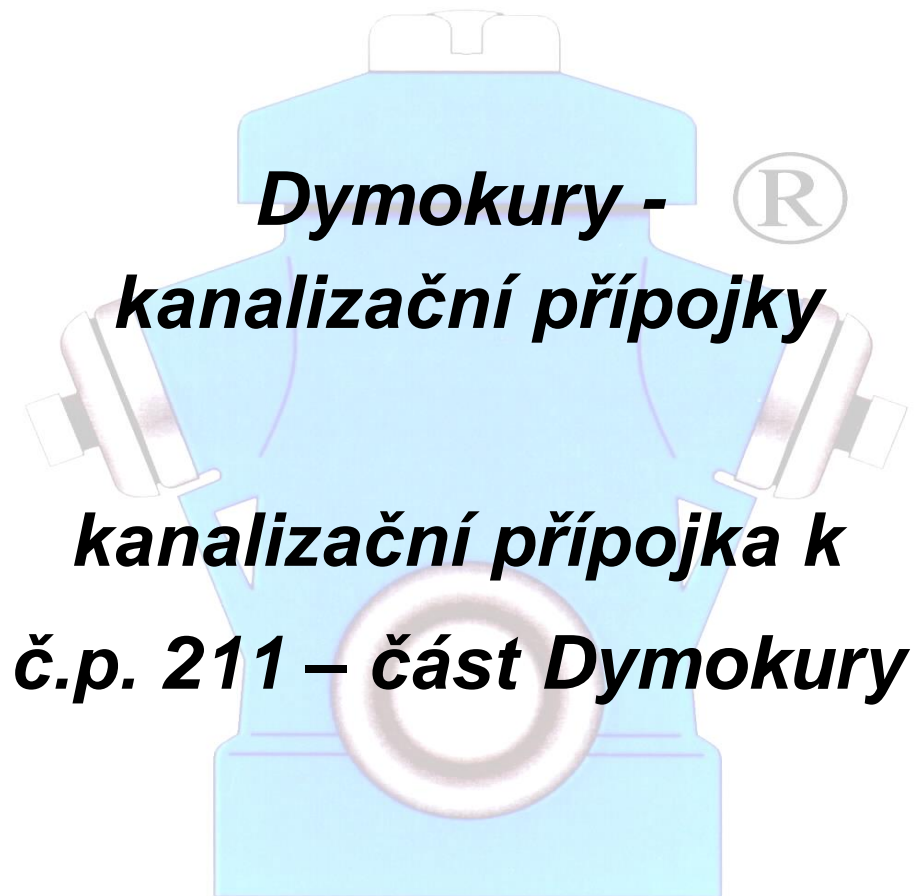 Dymokury - ®
kanalizační přípojky
kanalizační přípojka k
č.p. 211 – část Dymokury